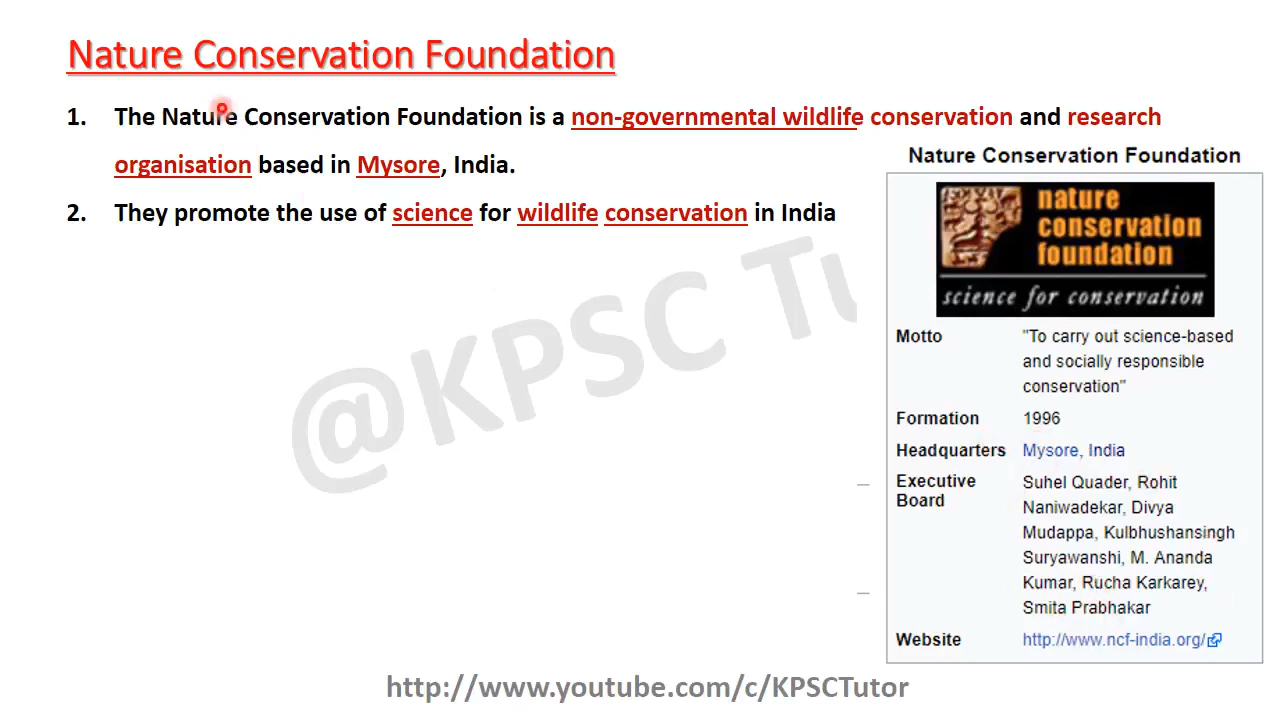 Nature Conservation Foundation
1. The Nature Conservation Foundation is a non-governmental wildlife conservation and research
organisation based in Mysore, India.
2. They promote the use of science for wildlife conservation in India
@KPSC Tu
Nature Conservation Foundation
nature
conservation
foundation
science for conservation
Motto "To carry out science-based
and socially responsible
conservation"
Formation 1996
Headquarters Mysore, India
Executive Suhel Quader, Rohit
Board Naniwadekar, Divya
Mudappa, Kulbhushansingh
Suryawanshi, M. Ananda
Kumar, Rucha Karkarey,
Smita Prabhakar
Website http://www.ncf-india.org/
http://www.youtube.com/c/KPSCTutor